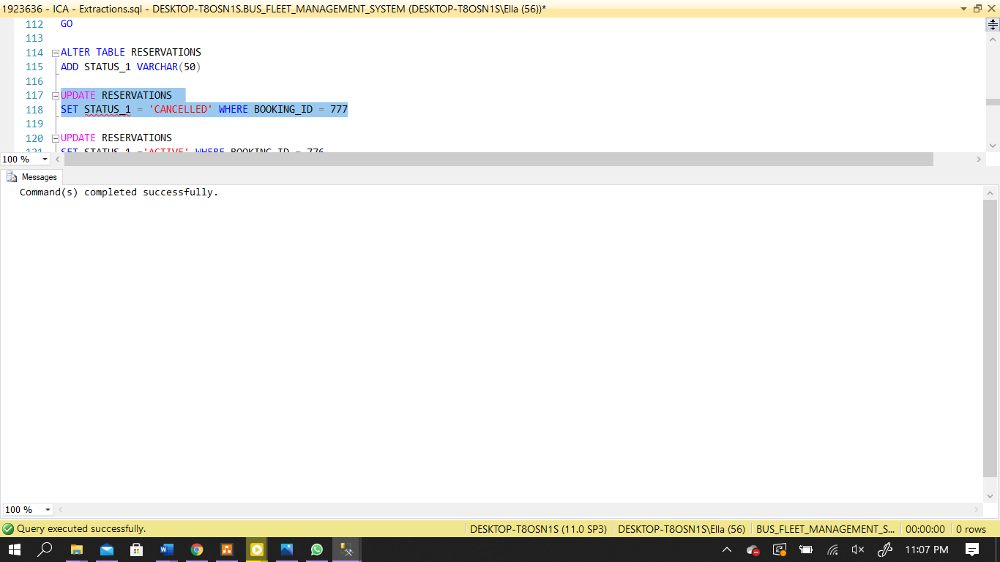 1923636 - ICA - Extractions.sql - DESKTOP-T8OSN1S.BUS_FLEET_MANAGEMENT_SYSTEM (DESKTOP-T8OSN1S\Ella (56))*
112 GO
113
114 ALTER TABLE RESERVATIONS
115 ADD STATUS_1 VARCHAR(50)
116
117 UPDATE RESERVATIONS
118 SET STATUS_1 = 'CANCELLED' WHERE BOOKING_ID = 777
119
120 UPDATE RESERVATIONS
121 SET STATUS_1 ='ACTIVE' WHERE BOOKING_ID = 776
100 %
Messages
Command(s) completed successfully.
100 %
Query executed successfully. DESKTOP-T8OSN1S (11.0 SP3) DESKTOP-T8OSN1S\Ella (56) BUS_FLEET_MANAGEMENT_S... 00:00:00 0 rows
11:07 PM